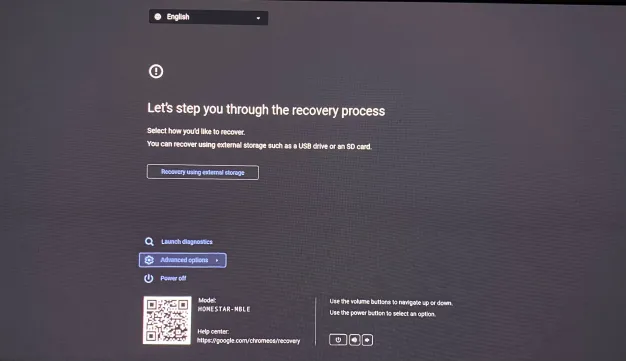 English
Let's step you through the recovery process
Select how you'd like to recover.
You can recover using external storage such as a USB drive or an SD card.
Recovery using external storage
Launch diagnostics
Advanced options
Power off
Model:
HOMESTAR-MBLE
Help center:
https://google.com/chromeos/recovery
Use the volume buttons to navigate up or down.
Use the power button to select an option.